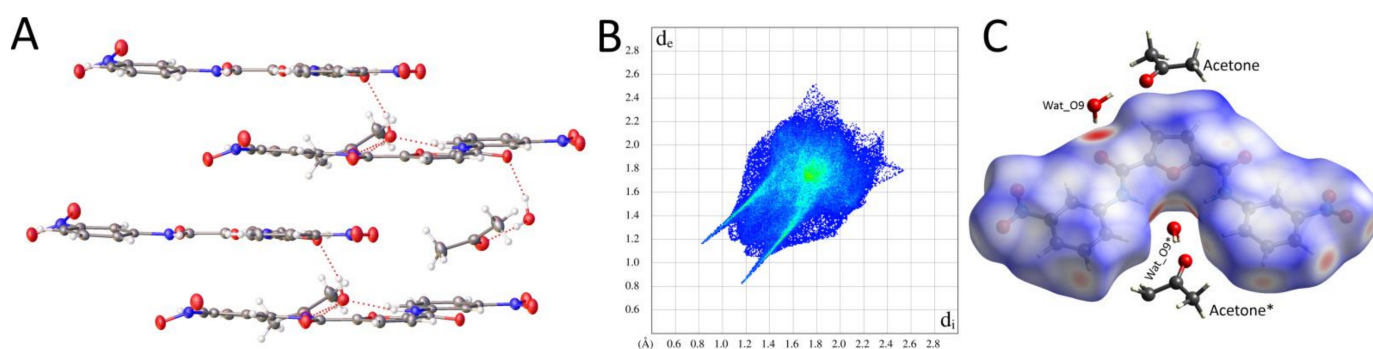 A
B
C
dₑ
2.8
2.6
2.4
2.2
2.0
1.8
1.6
1.4
1.2
1.0
0.8
0.6
dᵢ
(Å) 0.6 0.8 1.0 1.2 1.4 1.6 1.8 2.0 2.2 2.4 2.6 2.8
Acetone
Wat_O9
Wat_O9*
Acetone*